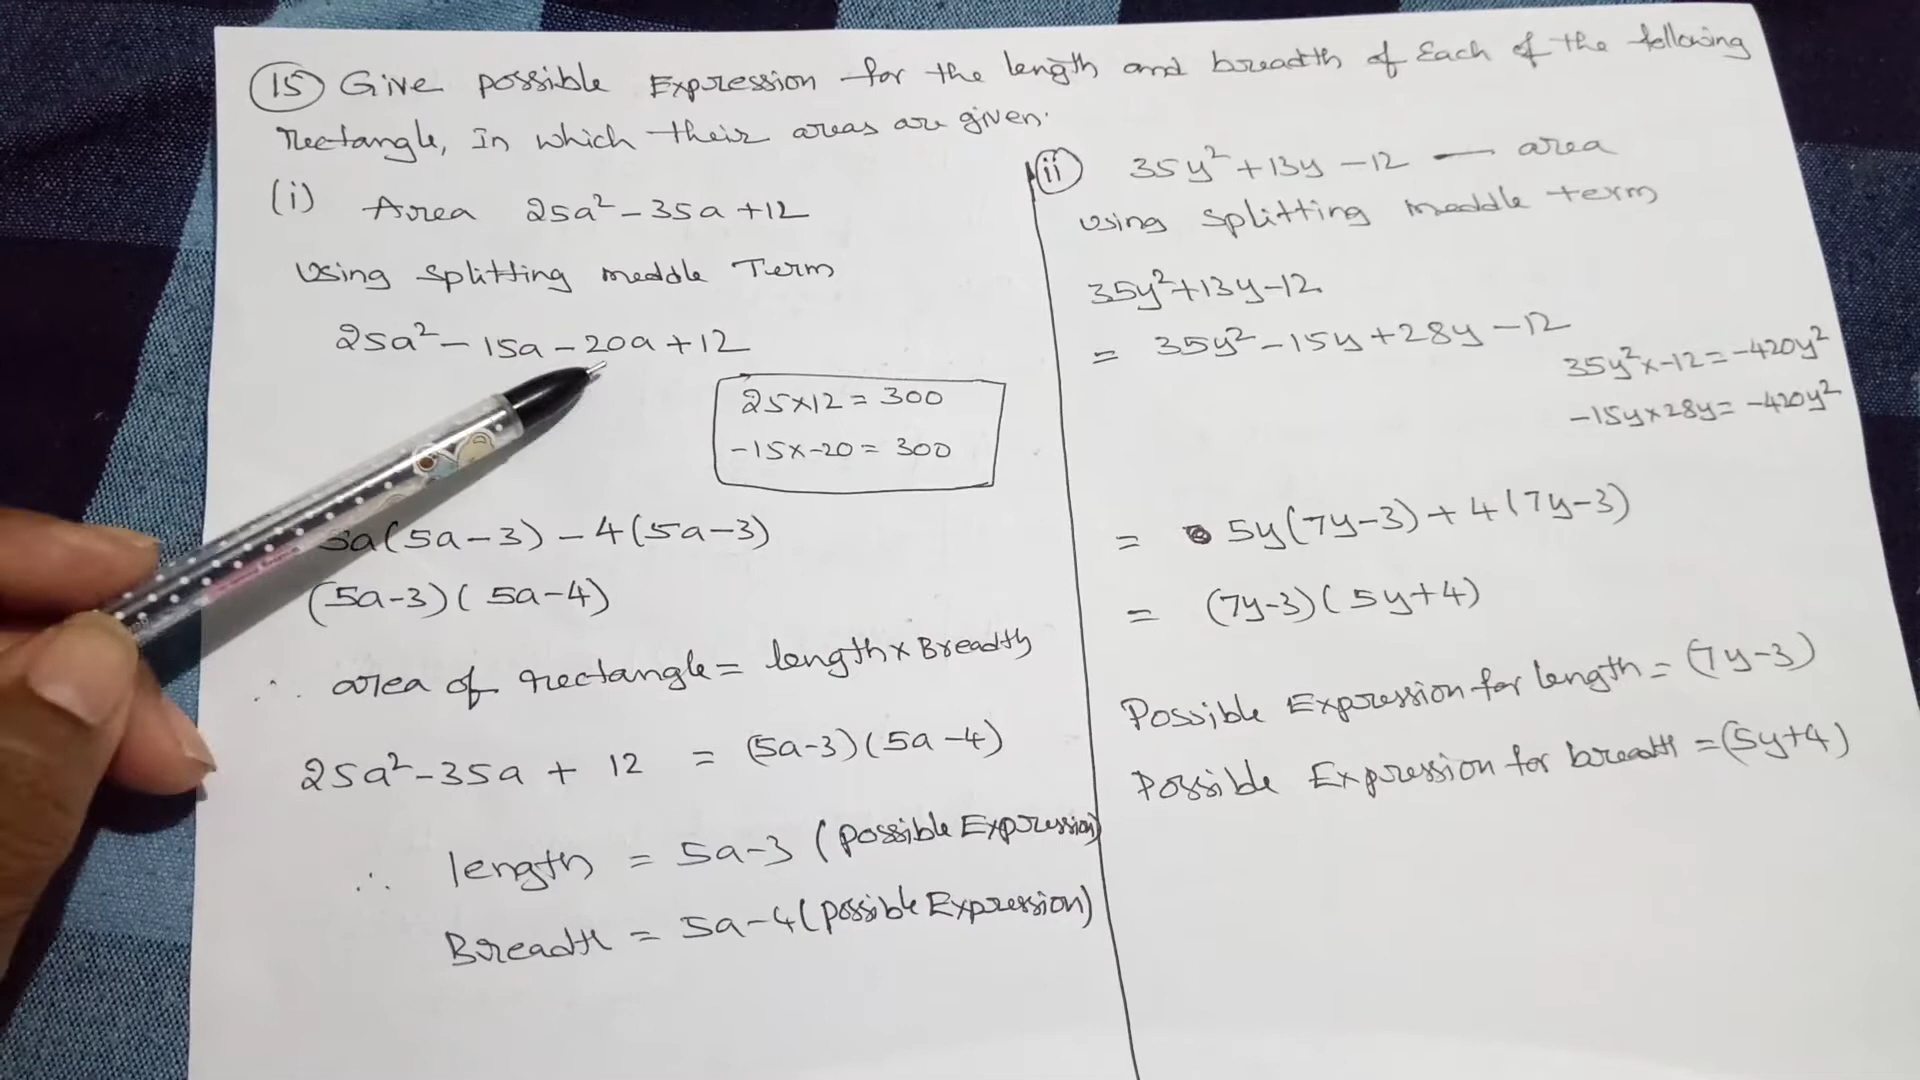 15 Give possible Expression for the length and breadth of Each of the following
Rectangle, In which their areas are given.
(i) Area 25a² - 35a + 12
Using splitting meddle Term
25a² - 15a - 20a + 12
25×12 = 300
-15×-20 = 300
5a(5a-3) - 4(5a-3)
(5a-3)(5a-4)
∴ area of rectangle = length × Breadth
25a² - 35a + 12 = (5a-3)(5a-4)
∴ length = 5a-3 (possible Expression)
Breadth = 5a-4 (possible Expression)
ii 35y² + 13y - 12 — area
Using splitting meddle term
35y²+13y-12
= 35y² - 15y + 28y - 12
35y²×-12 = -420y²
-15y×28y = -420y²
= 5y(7y-3) + 4(7y-3)
= (7y-3)(5y+4)
Possible Expression for length = (7y-3)
Possible Expression for breadth = (5y+4)